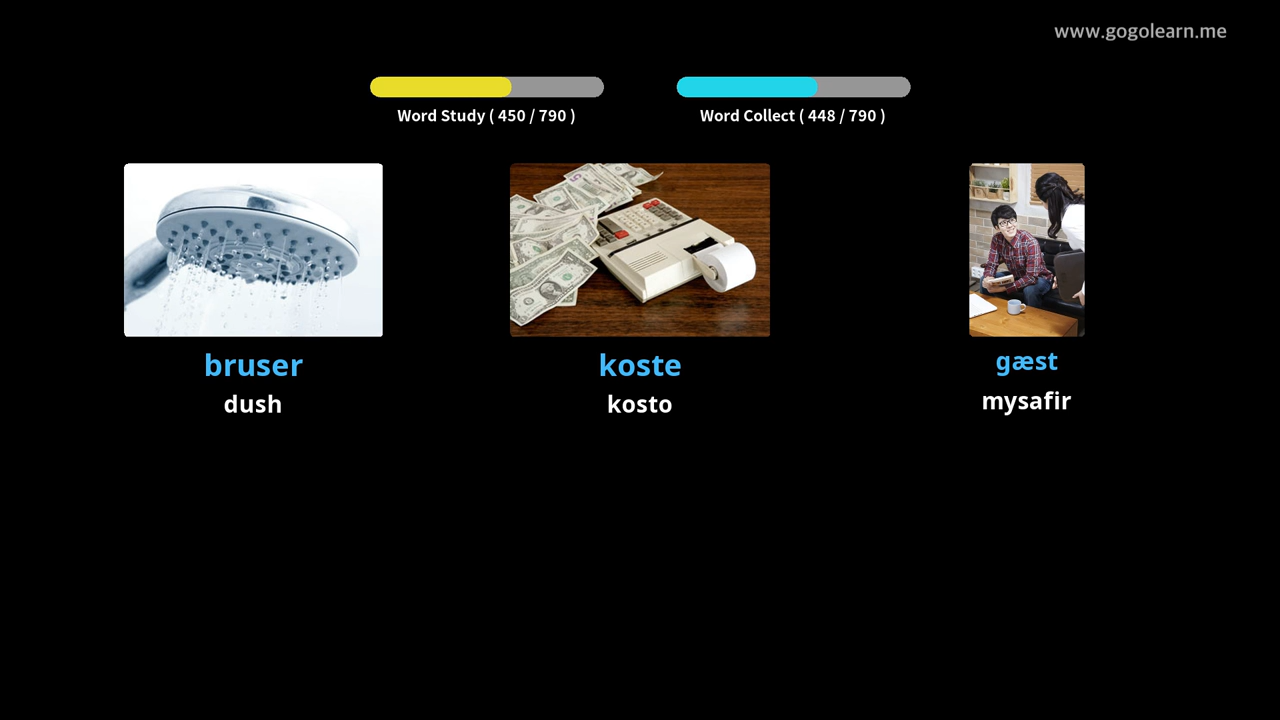 www.gogolearn.me
Word Study ( 450 / 790 )
Word Collect ( 448 / 790 )
bruser
dush
koste
kosto
gæst
mysafir